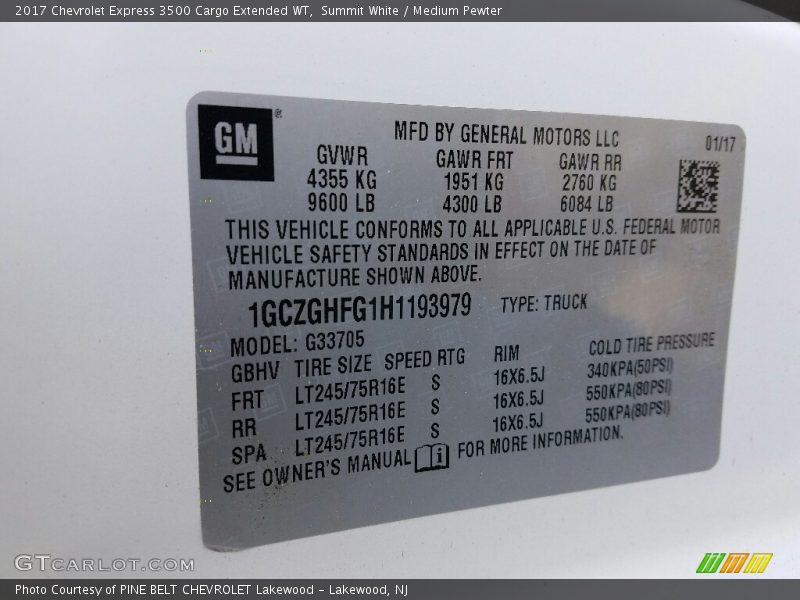 2017 Chevrolet Express 3500 Cargo Extended WT,  Summit White / Medium Pewter
GM®
MFD BY GENERAL MOTORS LLC 01/17
GVWR GAWR FRT GAWR RR
4355 KG 1951 KG 2760 KG
9600 LB 4300 LB 6084 LB
THIS VEHICLE CONFORMS TO ALL APPLICABLE U.S. FEDERAL MOTOR
VEHICLE SAFETY STANDARDS IN EFFECT ON THE DATE OF
MANUFACTURE SHOWN ABOVE.
1GCZGHFG1H1193979 TYPE: TRUCK
MODEL: G33705
GBHV TIRE SIZE SPEED RTG RIM COLD TIRE PRESSURE
FRT LT245/75R16E S 16X6.5J 340KPA(50PSI)
RR LT245/75R16E S 16X6.5J 550KPA(80PSI)
SPA LT245/75R16E S 16X6.5J 550KPA(80PSI)
SEE OWNER'S MANUAL i FOR MORE INFORMATION.
GTCARLOT.COM
Photo Courtesy of PINE BELT CHEVROLET Lakewood - Lakewood, NJ